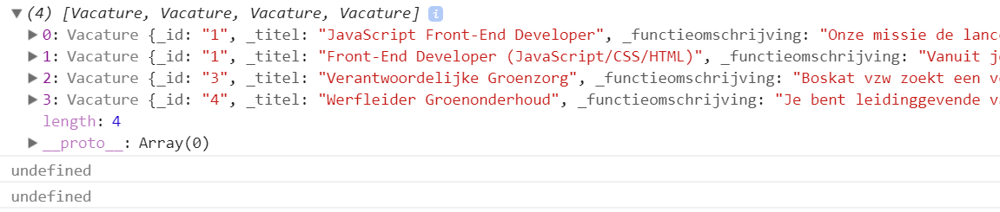 ▼(4) [Vacature, Vacature, Vacature, Vacature] i
▶0: Vacature {_id: "1", _titel: "JavaScript Front-End Developer", _functieomschrijving: "Onze missie de lanc
▶1: Vacature {_id: "1", _titel: "Front-End Developer (JavaScript/CSS/HTML)", _functieomschrijving: "Vanuit j
▶2: Vacature {_id: "3", _titel: "Verantwoordelijke Groenzorg", _functieomschrijving: "Boskat vzw zoekt een v
▶3: Vacature {_id: "4", _titel: "Werfleider Groenonderhoud", _functieomschrijving: "Je bent leidinggevende v
length: 4
▶__proto__: Array(0)
undefined
undefined